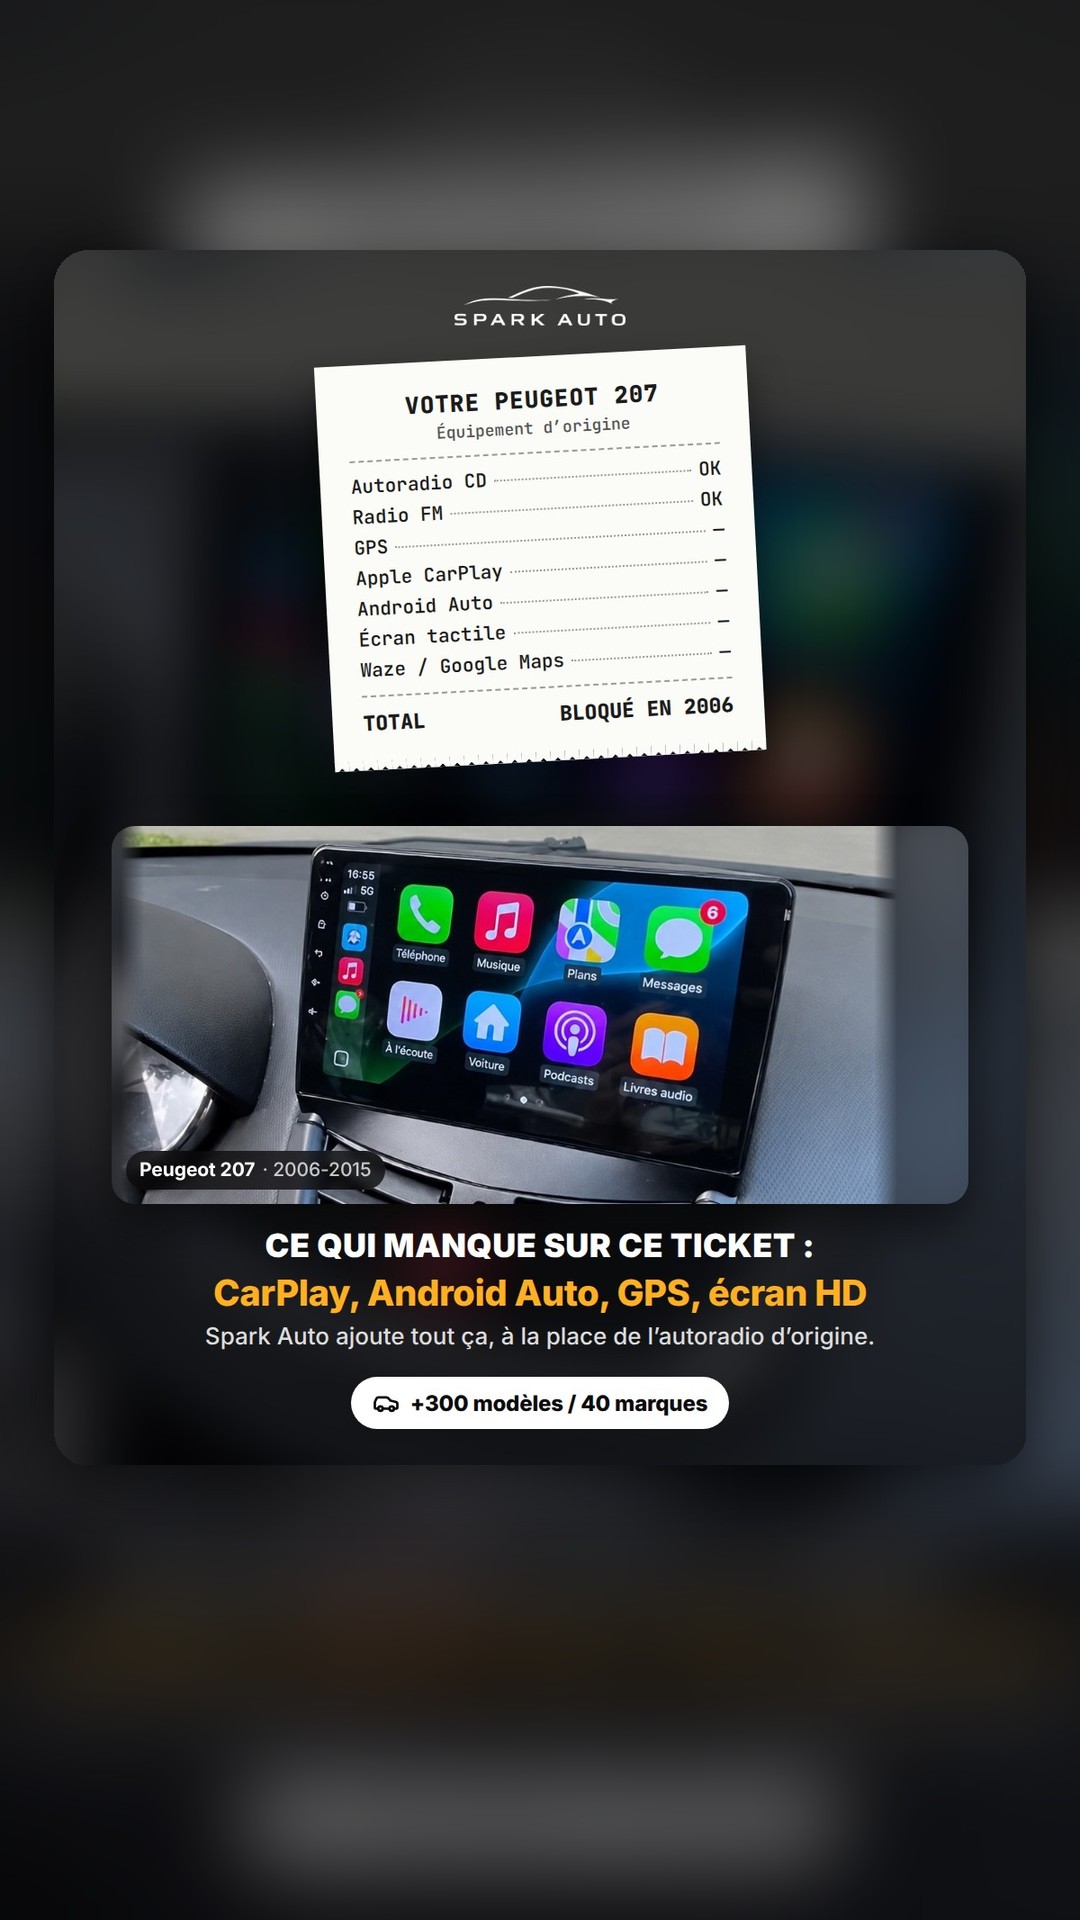 SPARK AUTO
VOTRE PEUGEOT 207
Équipement d’origine
Autoradio CD OK
Radio FM OK
GPS —
Apple CarPlay —
Android Auto —
Écran tactile —
Waze / Google Maps —
TOTAL BLOQUÉ EN 2006
16:55
5G
Téléphone
Musique
Plans
6
Messages
À l'écoute
Voiture
Podcasts
Livres audio
Peugeot 207 · 2006-2015
CE QUI MANQUE SUR CE TICKET :
CarPlay, Android Auto, GPS, écran HD
Spark Auto ajoute tout ça, à la place de l’autoradio d’origine.
+300 modèles / 40 marques